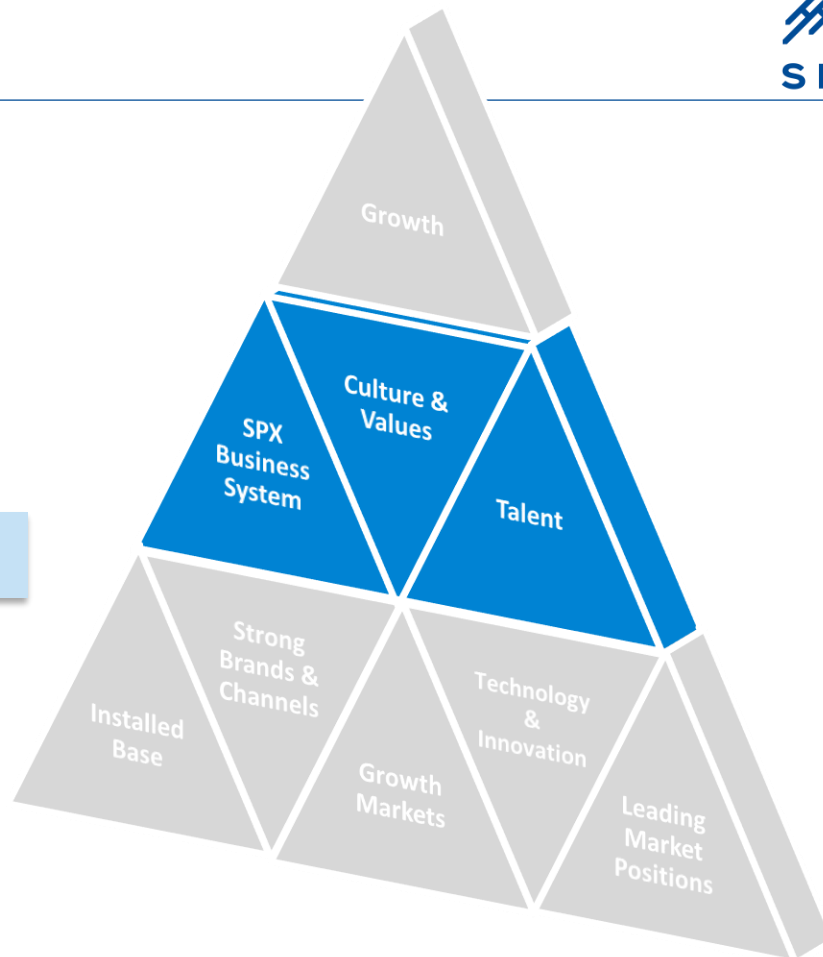 Growth
Culture &
Values
SPX
Business
System
Talent
Strong
Brands &
Channels
Technology
&
Innovation
Installed
Base
Growth
Markets
Leading
Market
Positions